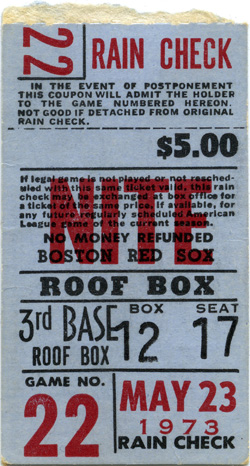 22
RAIN CHECK
IN THE EVENT OF POSTPONEMENT
THIS COUPON WILL ADMIT THE HOLDER
TO THE GAME NUMBERED HEREON.
NOT GOOD IF DETACHED FROM ORIGINAL
RAIN CHECK.
$5.00
If legal game is not played or not resched-
uled with this same ticket valid, this rain
check may be exchanged at box office for
a ticket of the same price, if available, for
any future regularly scheduled American
League game of the current season.
NITE
NO MONEY REFUNDED
BOSTON RED SOX
ROOF BOX
3rd BASE
ROOF BOX
BOX
12
SEAT
17
GAME NO.
22
MAY 23
1973
RAIN CHECK